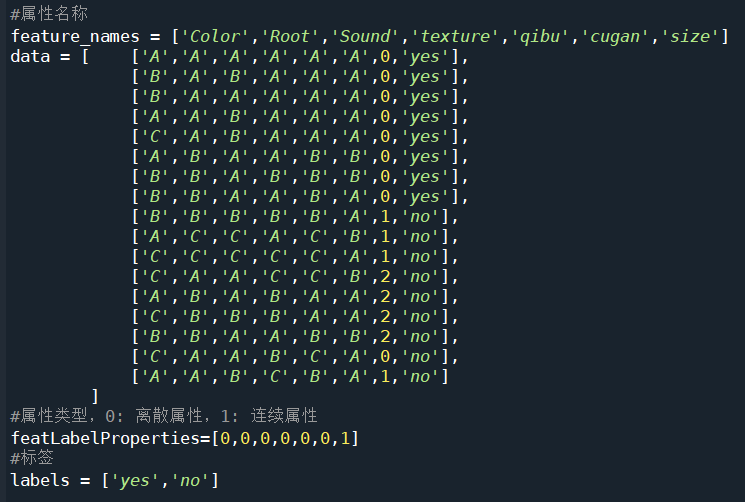 #属性名称
feature_names = ['Color','Root','Sound','texture','qibu','cugan','size']
data = [    ['A','A','A','A','A','A',0,'yes'],
['B','A','B','A','A','A',0,'yes'],
['B','A','A','A','A','A',0,'yes'],
['A','A','B','A','A','A',0,'yes'],
['C','A','B','A','A','A',0,'yes'],
['A','B','A','A','B','B',0,'yes'],
['B','B','A','B','B','B',0,'yes'],
['B','B','A','A','B','A',0,'yes'],
['B','B','B','B','B','A',1,'no'],
['A','C','C','A','C','B',1,'no'],
['C','C','C','C','C','A',1,'no'],
['C','A','A','C','C','B',2,'no'],
['A','B','A','B','A','A',2,'no'],
['C','B','B','B','A','A',2,'no'],
['B','B','A','A','B','B',2,'no'],
['C','A','A','B','C','A',0,'no'],
['A','A','B','C','B','A',1,'no']
]
#属性类型，0: 离散属性，1: 连续属性
featLabelProperties=[0,0,0,0,0,0,1]
#标签
labels = ['yes','no']